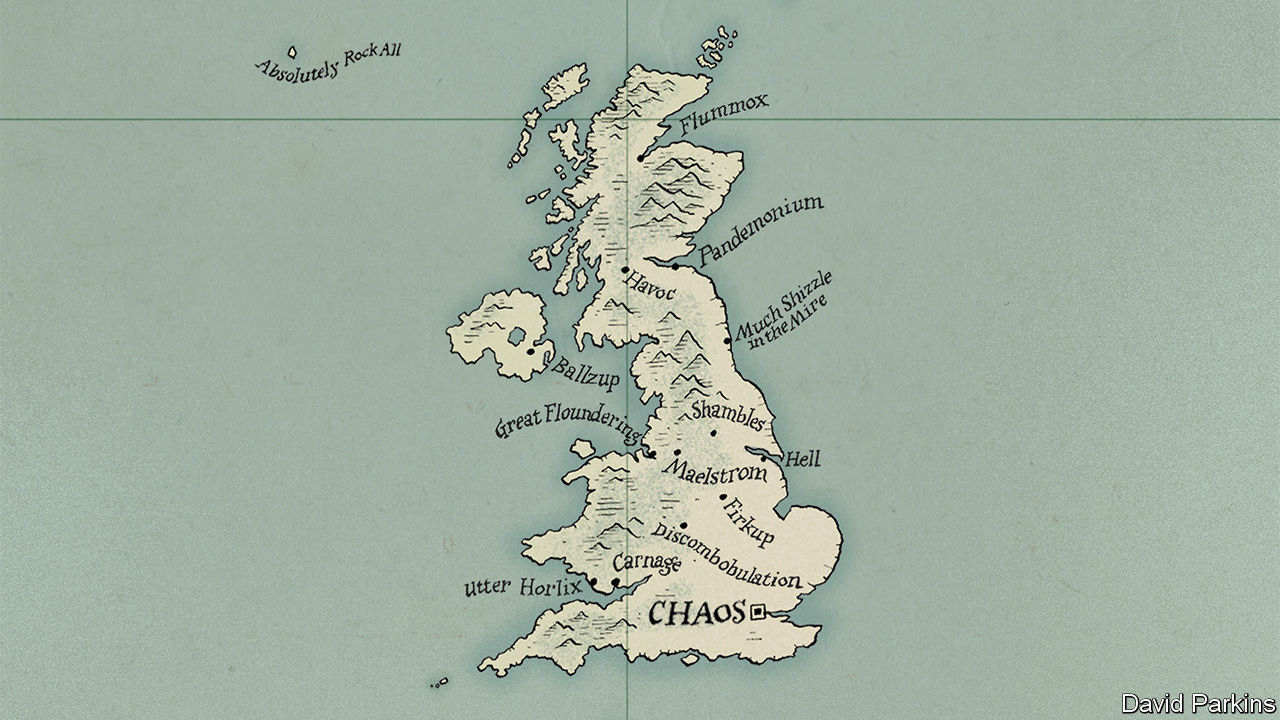 Absolutely Rock All
Flummox
Pandemonium
Havoc
Much Shizzle
in the Mire
Ballzup
Great Floundering
Shambles
Hell
Maelstrom
Firkup
Discombobulation
Carnage
utter Horlix
CHAOS
David Parkins